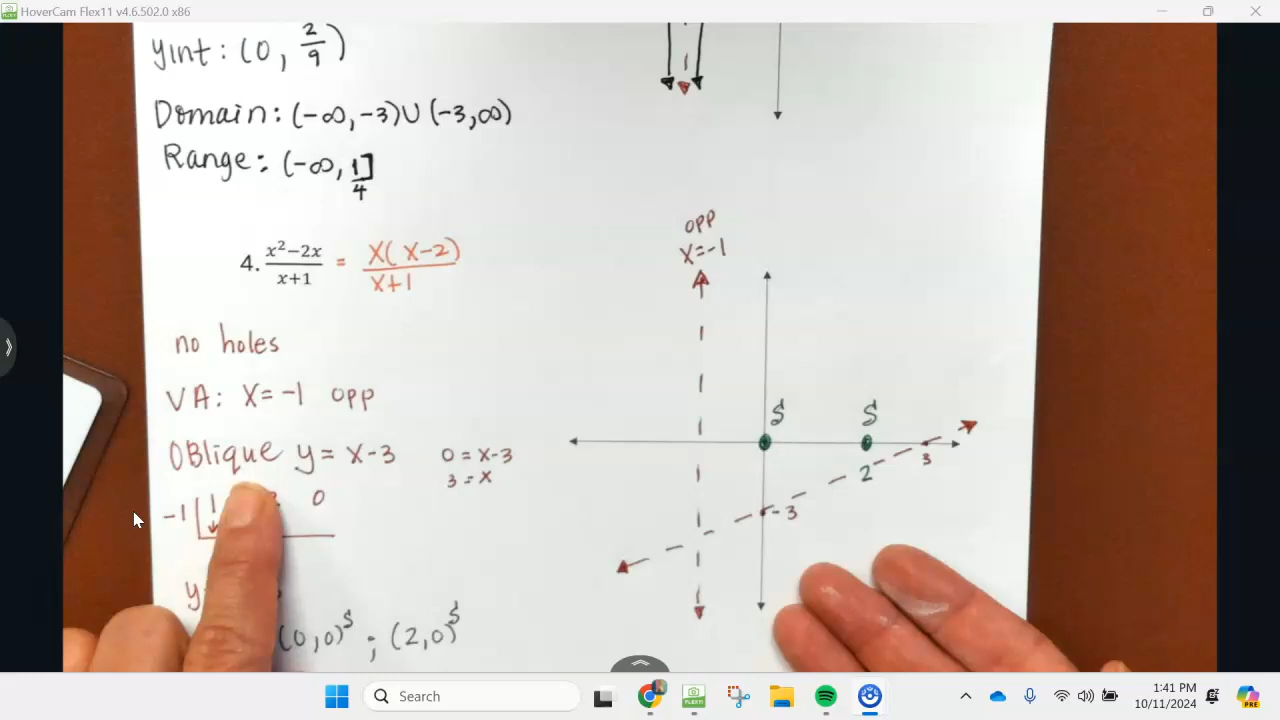 HoverCam Flex11 v4.6.502.0 x86
yint: (0, 2/9)
Domain: (-∞,-3)∪(-3,∞)
Range: (-∞, 1/4]
4. x²-2x/x+1 = x(x-2)/x+1
no holes
VA: x=-1 opp
Oblique y = x-3
0 = x-3
3 = x
-1 1 0
y
(0,0)ˢ ; (2,0)ˢ
opp
x=-1
S S
2 3
-3
Search
1:41 PM
10/11/2024